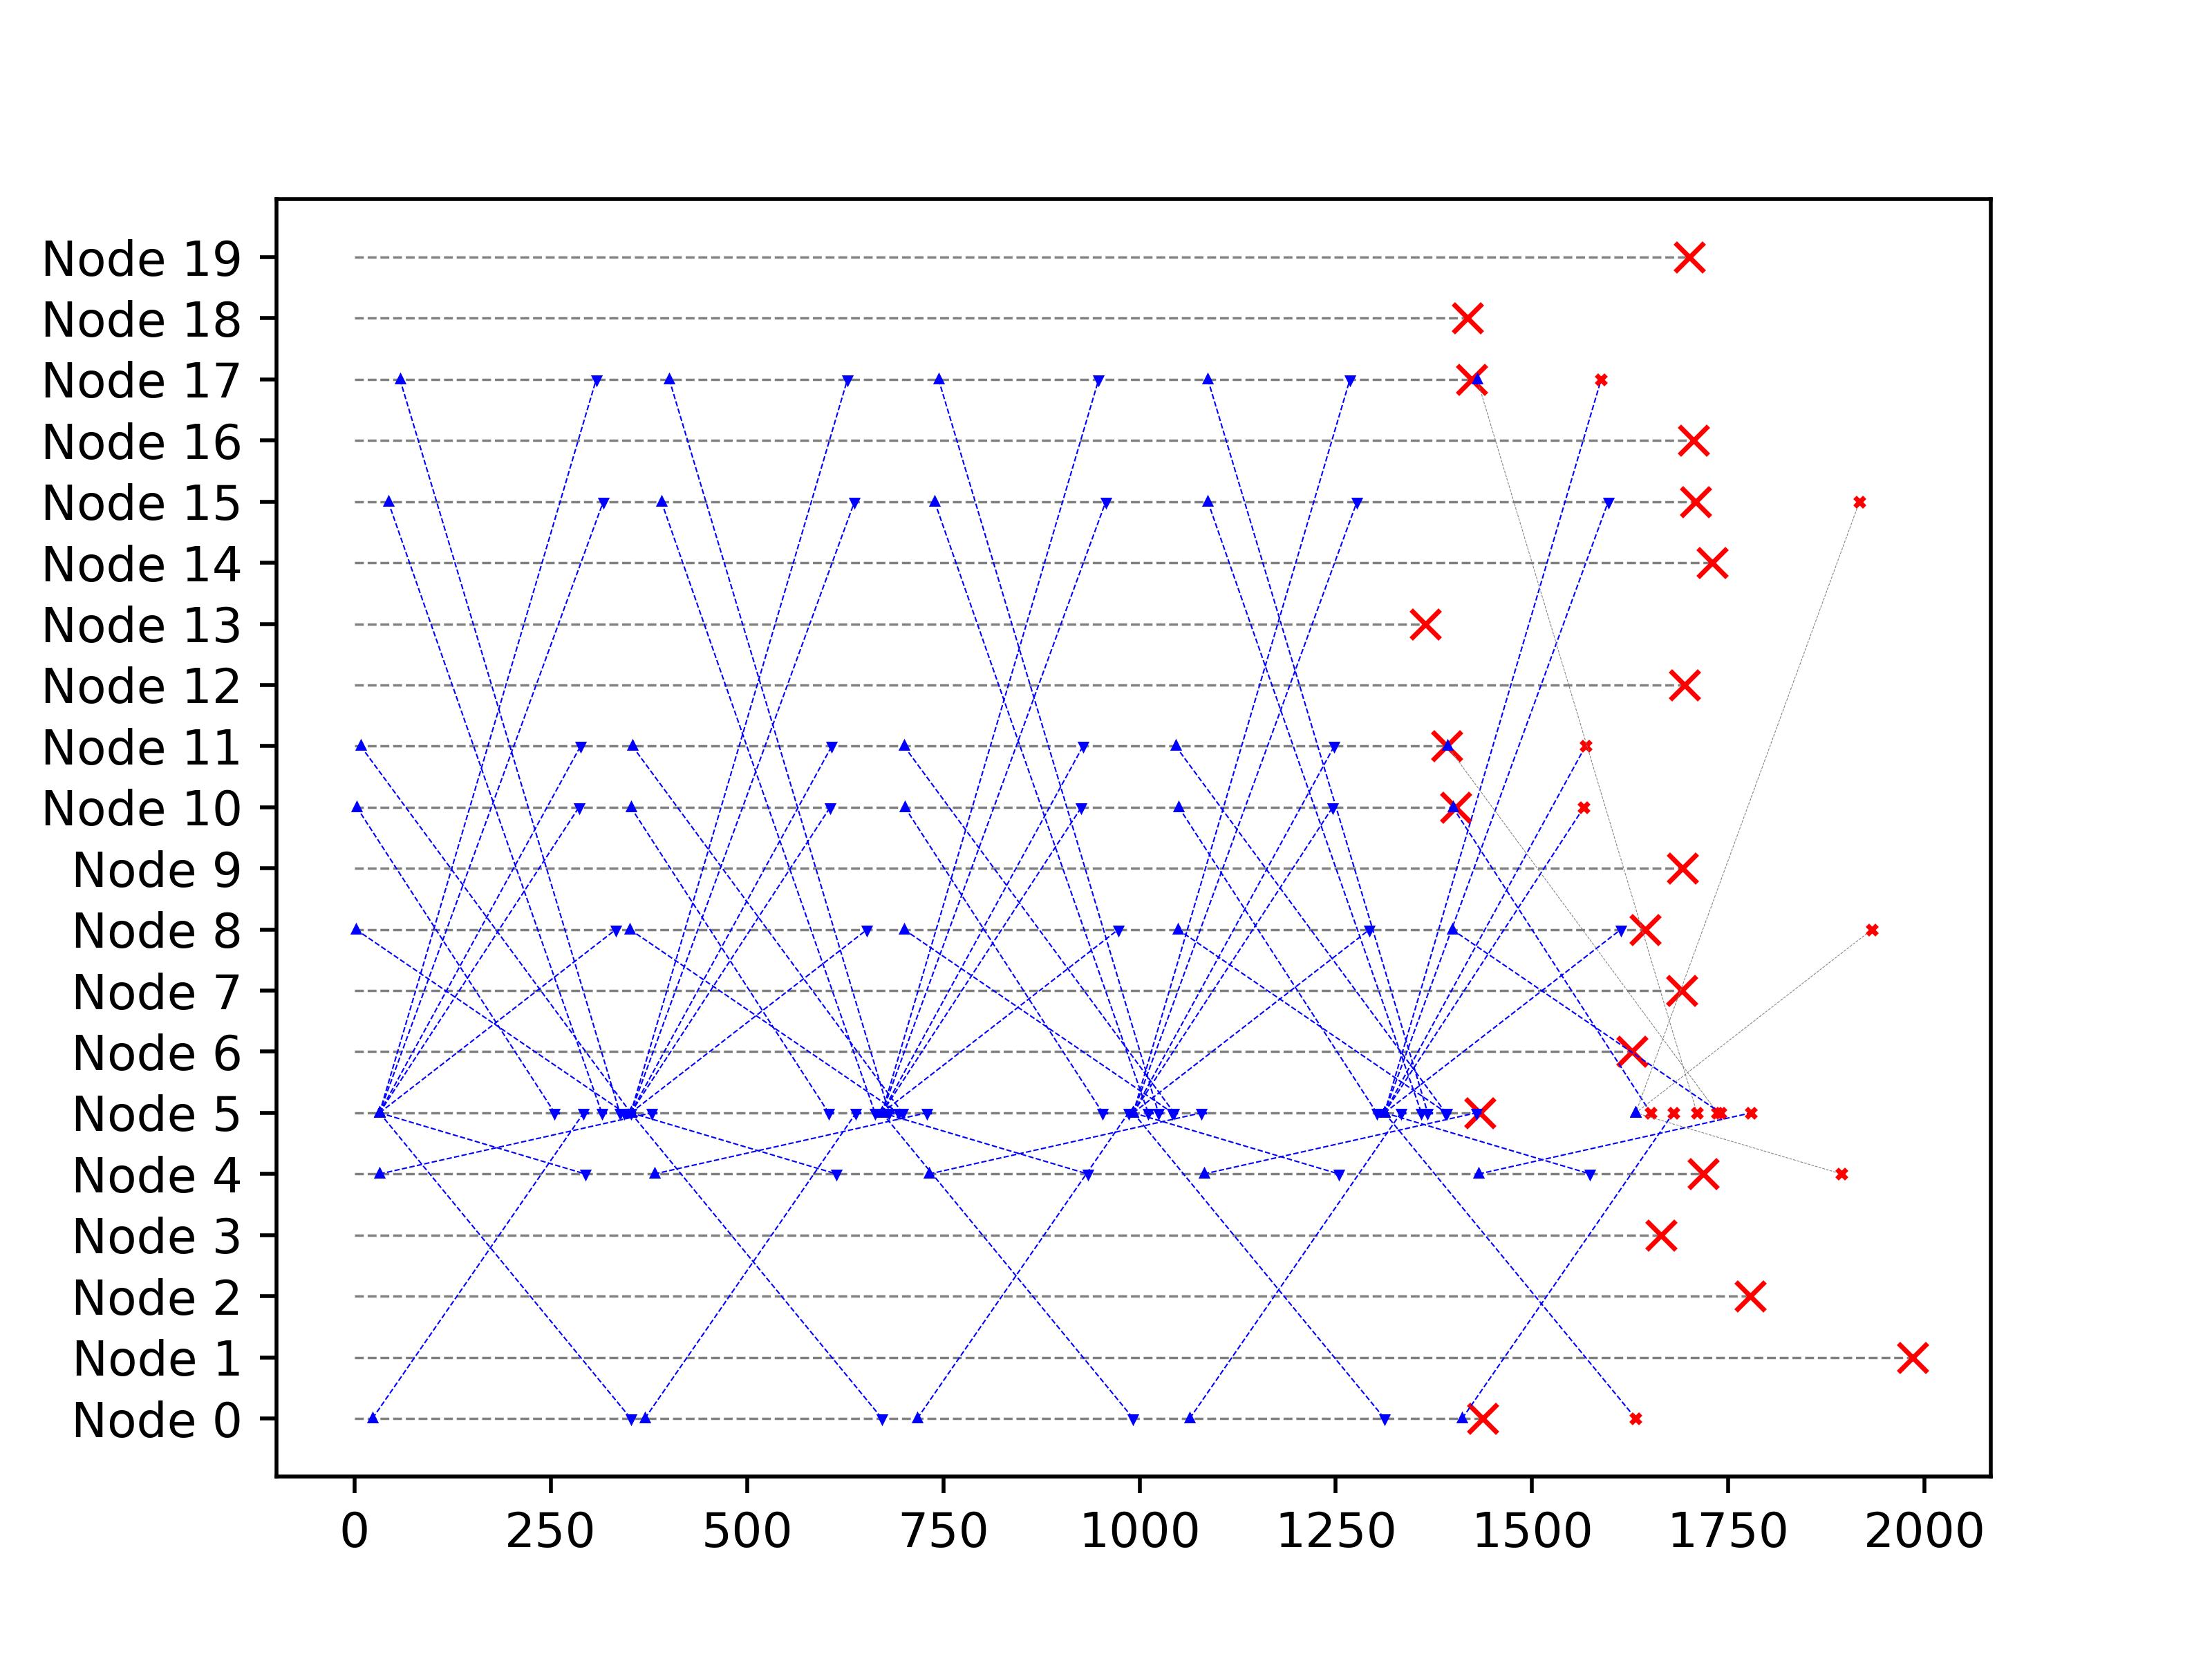 Node 19
Node 18
Node 17
Node 16
Node 15
Node 14
Node 13
Node 12
Node 11
Node 10
Node 9
Node 8
Node 7
Node 6
Node 5
Node 4
Node 3
Node 2
Node 1
Node 0
0 250 500 750 1000 1250 1500 1750 2000